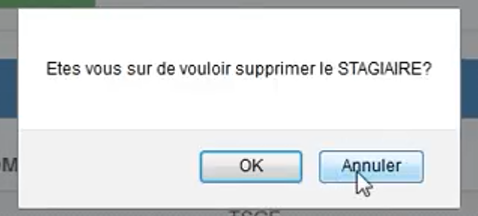 Etes vous sur de vouloir supprimer le STAGIAIRE?
OK
Annuler